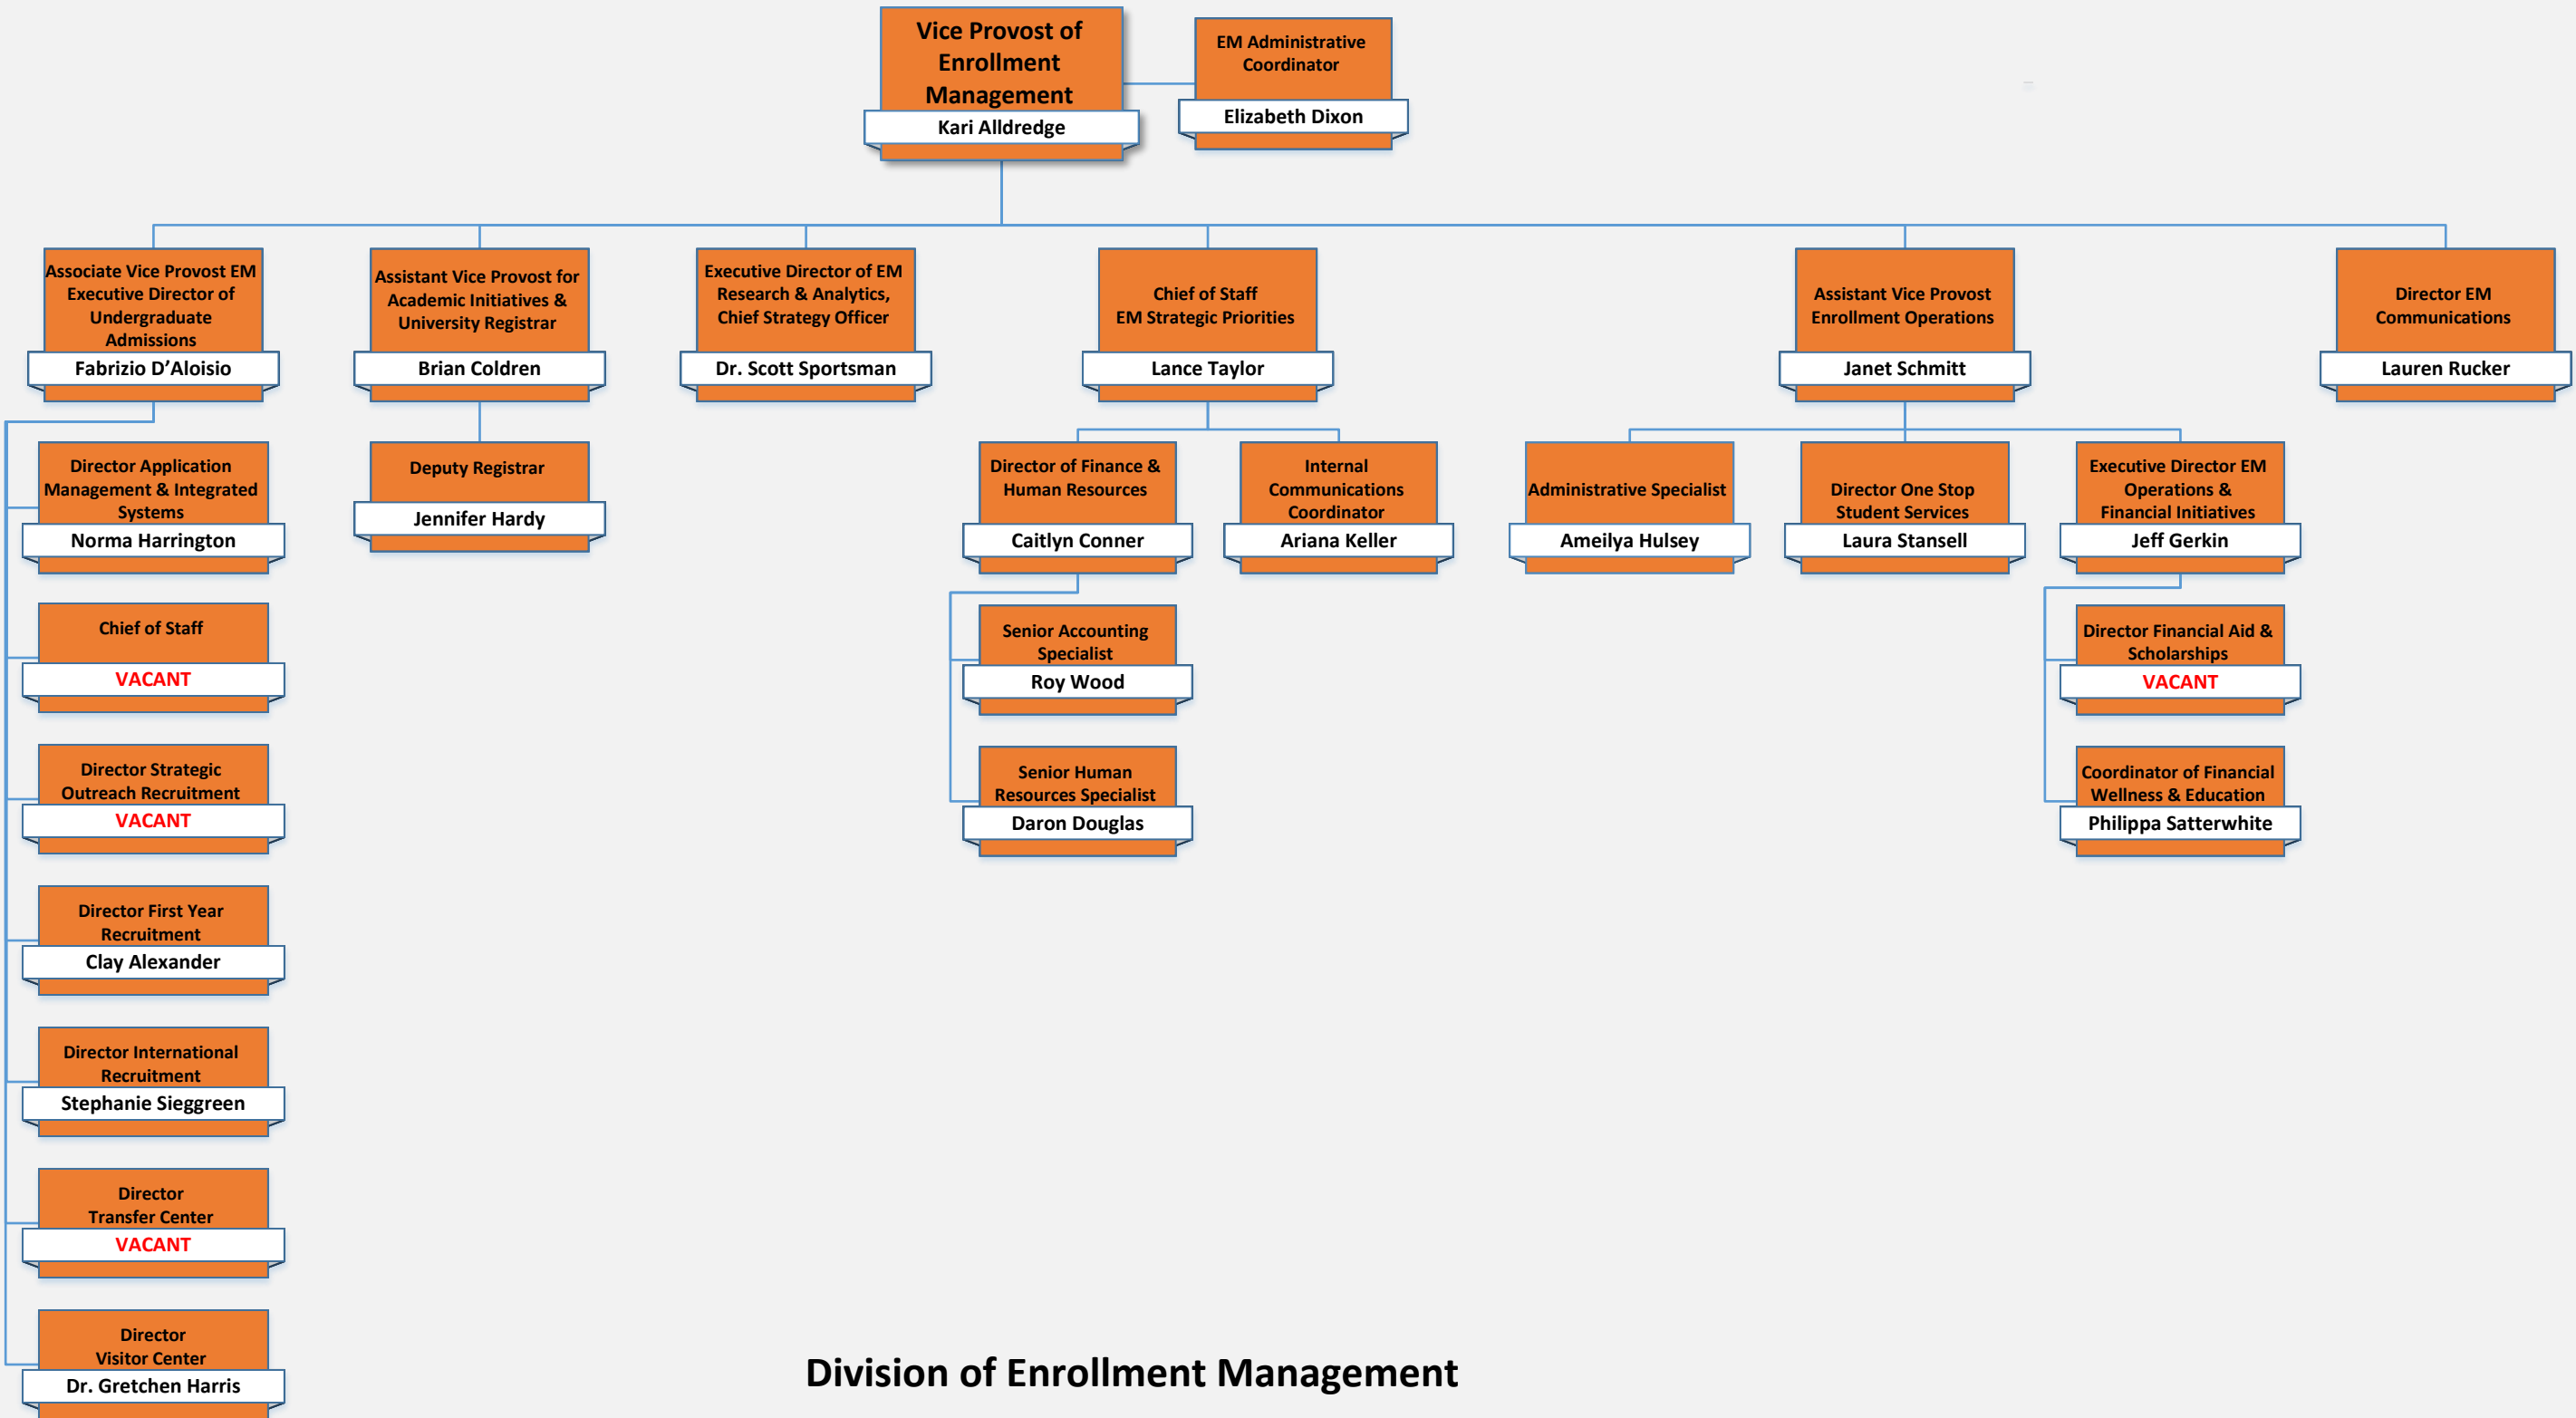 Vice Provost of
Enrollment
Management
Kari Alldredge
EM Administrative
Coordinator
Elizabeth Dixon
Associate Vice Provost EM
Executive Director of
Undergraduate
Admissions
Fabrizio D’Aloisio
Assistant Vice Provost for
Academic Initiatives &
University Registrar
Brian Coldren
Executive Director of EM
Research & Analytics,
Chief Strategy Officer
Dr. Scott Sportsman
Chief of Staff
EM Strategic Priorities
Lance Taylor
Assistant Vice Provost
Enrollment Operations
Janet Schmitt
Director EM
Communications
Lauren Rucker
Director Application
Management & Integrated
Systems
Norma Harrington
Deputy Registrar
Jennifer Hardy
Director of Finance &
Human Resources
Caitlyn Conner
Internal
Communications
Coordinator
Ariana Keller
Administrative Specialist
Ameilya Hulsey
Director One Stop
Student Services
Laura Stansell
Executive Director EM
Operations &
Financial Initiatives
Jeff Gerkin
Chief of Staff
VACANT
Senior Accounting
Specialist
Roy Wood
Director Financial Aid &
Scholarships
VACANT
Director Strategic
Outreach Recruitment
VACANT
Senior Human
Resources Specialist
Daron Douglas
Coordinator of Financial
Wellness & Education
Philippa Satterwhite
Director First Year
Recruitment
Clay Alexander
Director International
Recruitment
Stephanie Sieggreen
Director
Transfer Center
VACANT
Director
Visitor Center
Dr. Gretchen Harris
Division of Enrollment Management